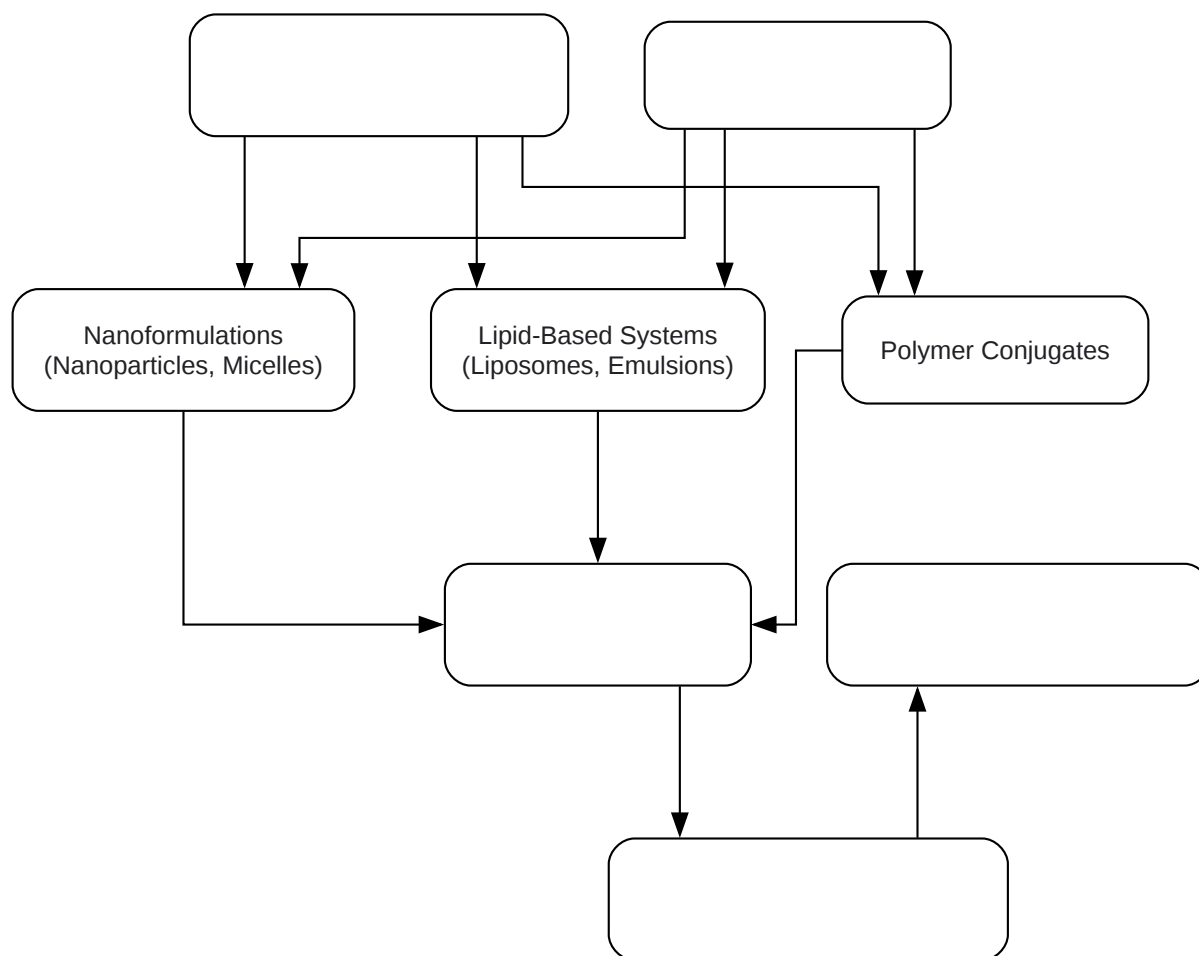 Nanoformulations
(Nanoparticles, Micelles)
Lipid-Based Systems
(Liposomes, Emulsions)
Polymer Conjugates